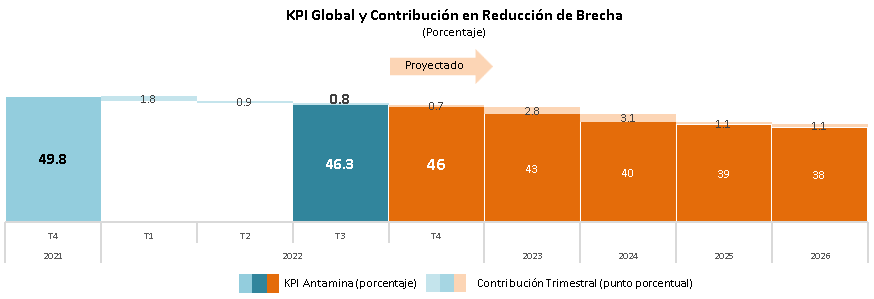 KPI Global y Contribución en Reducción de Brecha
(Porcentaje)
Proyectado
49.8
1.8
0.9
0.8
46.3
0.7
46
2.8
43
3.1
40
1.1
39
1.1
38
T4 T1 T2 T3 T4
2021 2022 2023 2024 2025 2026
KPI Antamina (porcentaje) Contribución Trimestral (punto porcentual)